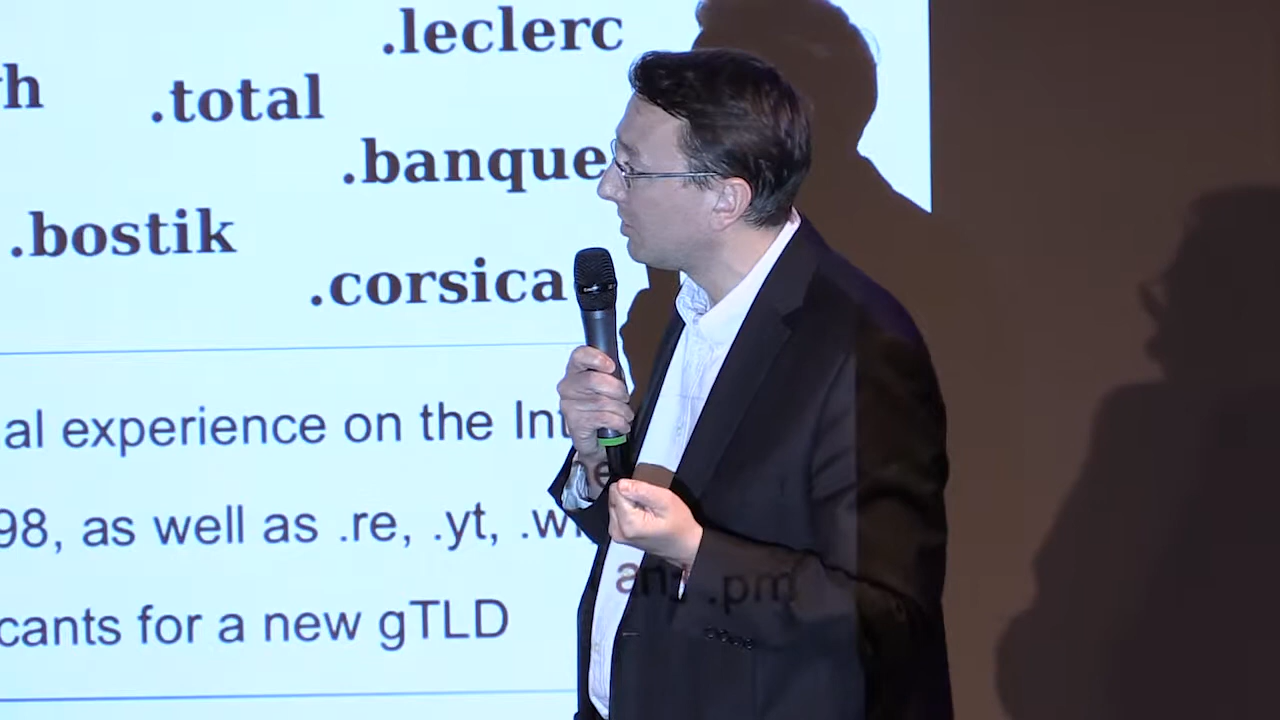 .leclerc
.total
.banque
.bostik
.corsica
al experience on the Int
98, as well as .re, .yt, .w
.pm
cants for a new gTLD